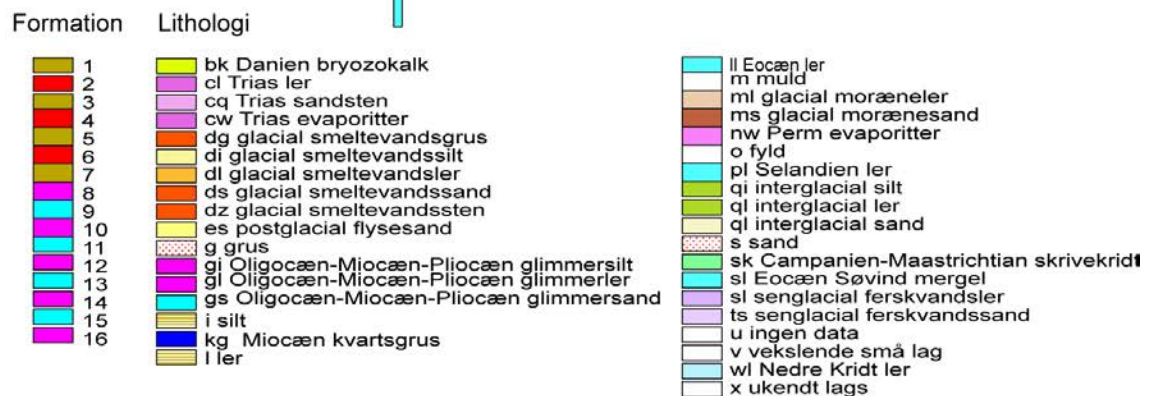 Formation Lithologi
1
2
3
4
5
6
7
8
9
10
11
12
13
14
15
16
bk Danien bryozokalk
cl Trias ler
cq Trias sandsten
cw Trias evaporitter
dg glacial smeltevandsgrus
di glacial smeltevandssilt
dl glacial smeltevandsler
ds glacial smeltevandssand
dz glacial smeltevandssten
es postglacial flysesand
g grus
gi Oligocæn-Miocæn-Pliocæn glimmersilt
gl Oligocæn-Miocæn-Pliocæn glimmerler
gs Oligocæn-Miocæn-Pliocæn glimmersand
i silt
kg Miocæn kvartsgrus
l ler
ll Eocæn ler
m muld
ml glacial moræneler
ms glacial morænesand
nw Perm evaporitter
o fyld
pl Selandien ler
qi interglacial silt
ql interglacial ler
ql interglacial sand
s sand
sk Campanien-Maastrichtian skrivekridt
sl Eocæn Søvind mergel
sl senglacial ferskvandsler
ts senglacial ferskvandssand
u ingen data
v vekslende små lag
wl Nedre Kridt ler
x ukendt lags